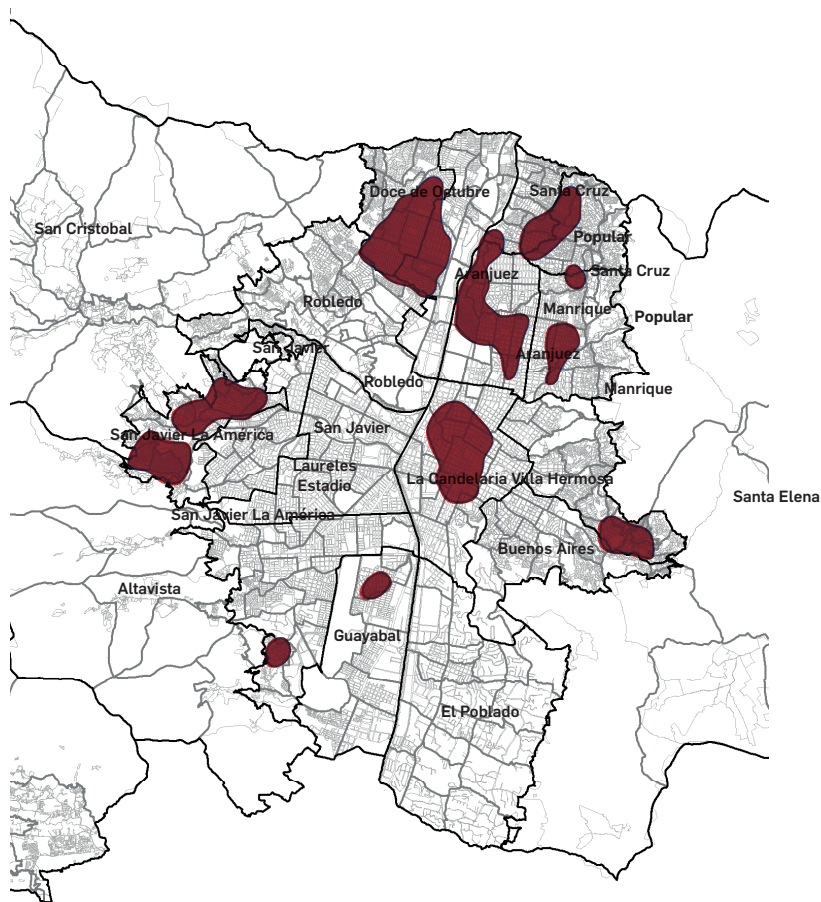 Doce de Octubre
Santa Cruz
San Cristobal
Popular
Aranjuez
Santa Cruz
Robledo
Manrique
Popular
San Javier
Aranjuez
Robledo
Manrique
San Javier
San Javier La América
Laureles
Estadio
La Candelaria Villa Hermosa
Santa Elena
San Javier La América
Buenos Aires
Altavista
Guayabal
El Poblado